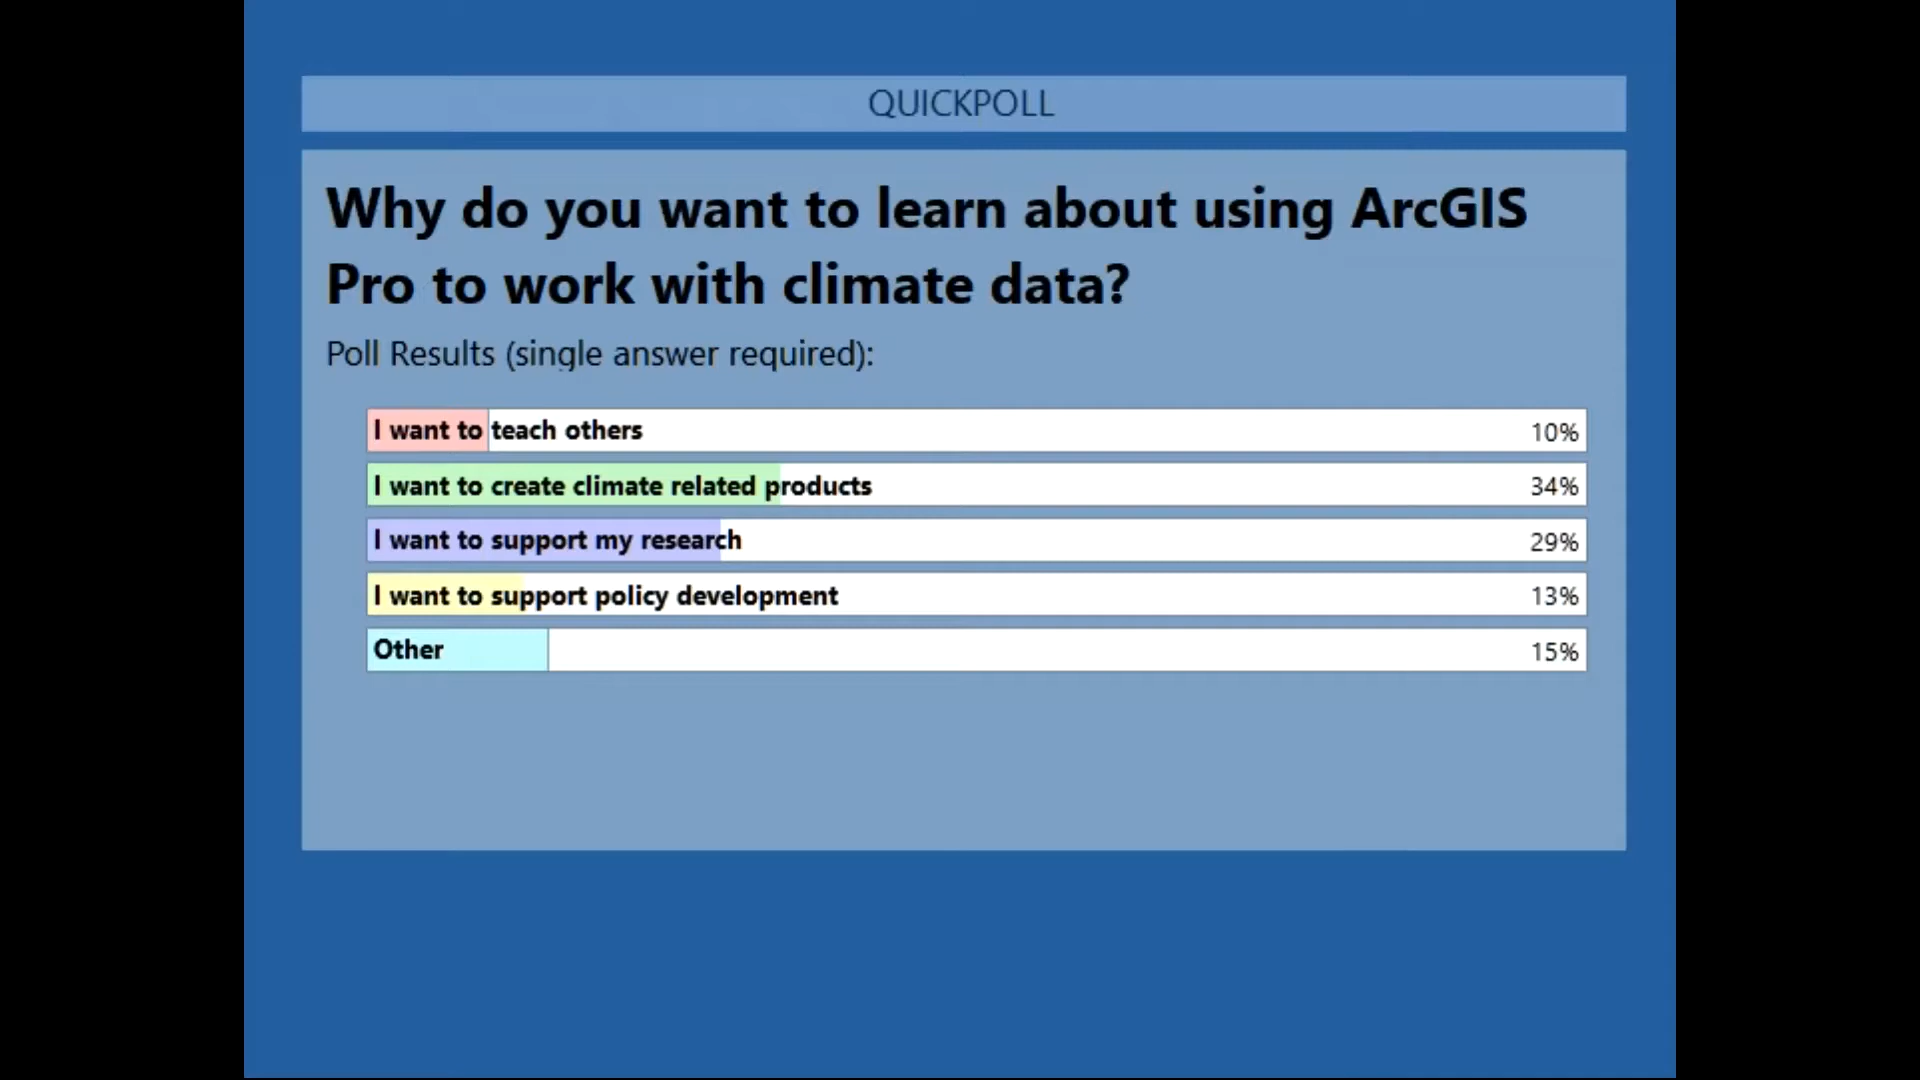 QUICKPOLL
Why do you want to learn about using ArcGIS
Pro to work with climate data?
Poll Results (single answer required):
I want to teach others 10%
I want to create climate related products 34%
I want to support my research 29%
I want to support policy development 13%
Other 15%